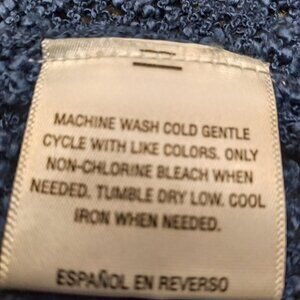 MACHINE WASH COLD GENTLE
CYCLE WITH LIKE COLORS. ONLY
NON-CHLORINE BLEACH WHEN
NEEDED. TUMBLE DRY LOW. COOL
IRON WHEN NEEDED.
ESPAÑOL EN REVERSO